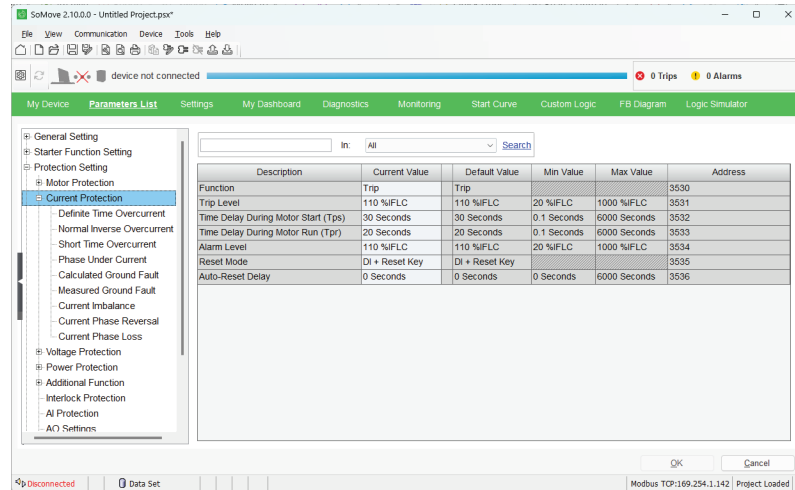 SoMove 2.10.0.0 - Untitled Project.psx*
File View Communication Device Tools Help
device not connected
0 Trips
0 Alarms
My Device Parameters List Settings My Dashboard Diagnostics Monitoring Start Curve Custom Logic FB Diagram Logic Simulator
General Setting
Starter Function Setting
Protection Setting
Motor Protection
Current Protection
Definite Time Overcurrent
Normal Inverse Overcurrent
Short Time Overcurrent
Phase Under Current
Calculated Ground Fault
Measured Ground Fault
Current Imbalance
Current Phase Reversal
Current Phase Loss
Voltage Protection
Power Protection
Additional Function
Interlock Protection
AI Protection
AO Settings
In: All Search
Description Current Value Default Value Min Value Max Value Address
Function Trip Trip 3530
Trip Level 110 %IFLC 110 %IFLC 20 %IFLC 1000 %IFLC 3531
Time Delay During Motor Start (Tps) 30 Seconds 30 Seconds 0.1 Seconds 6000 Seconds 3532
Time Delay During Motor Run (Tpr) 20 Seconds 20 Seconds 0.1 Seconds 6000 Seconds 3533
Alarm Level 110 %IFLC 110 %IFLC 20 %IFLC 1000 %IFLC 3534
Reset Mode DI + Reset Key DI + Reset Key 3535
Auto-Reset Delay 0 Seconds 0 Seconds 0 Seconds 6000 Seconds 3536
OK Cancel
Disconnected Data Set Modbus TCP:169.254.1.142 Project Loaded